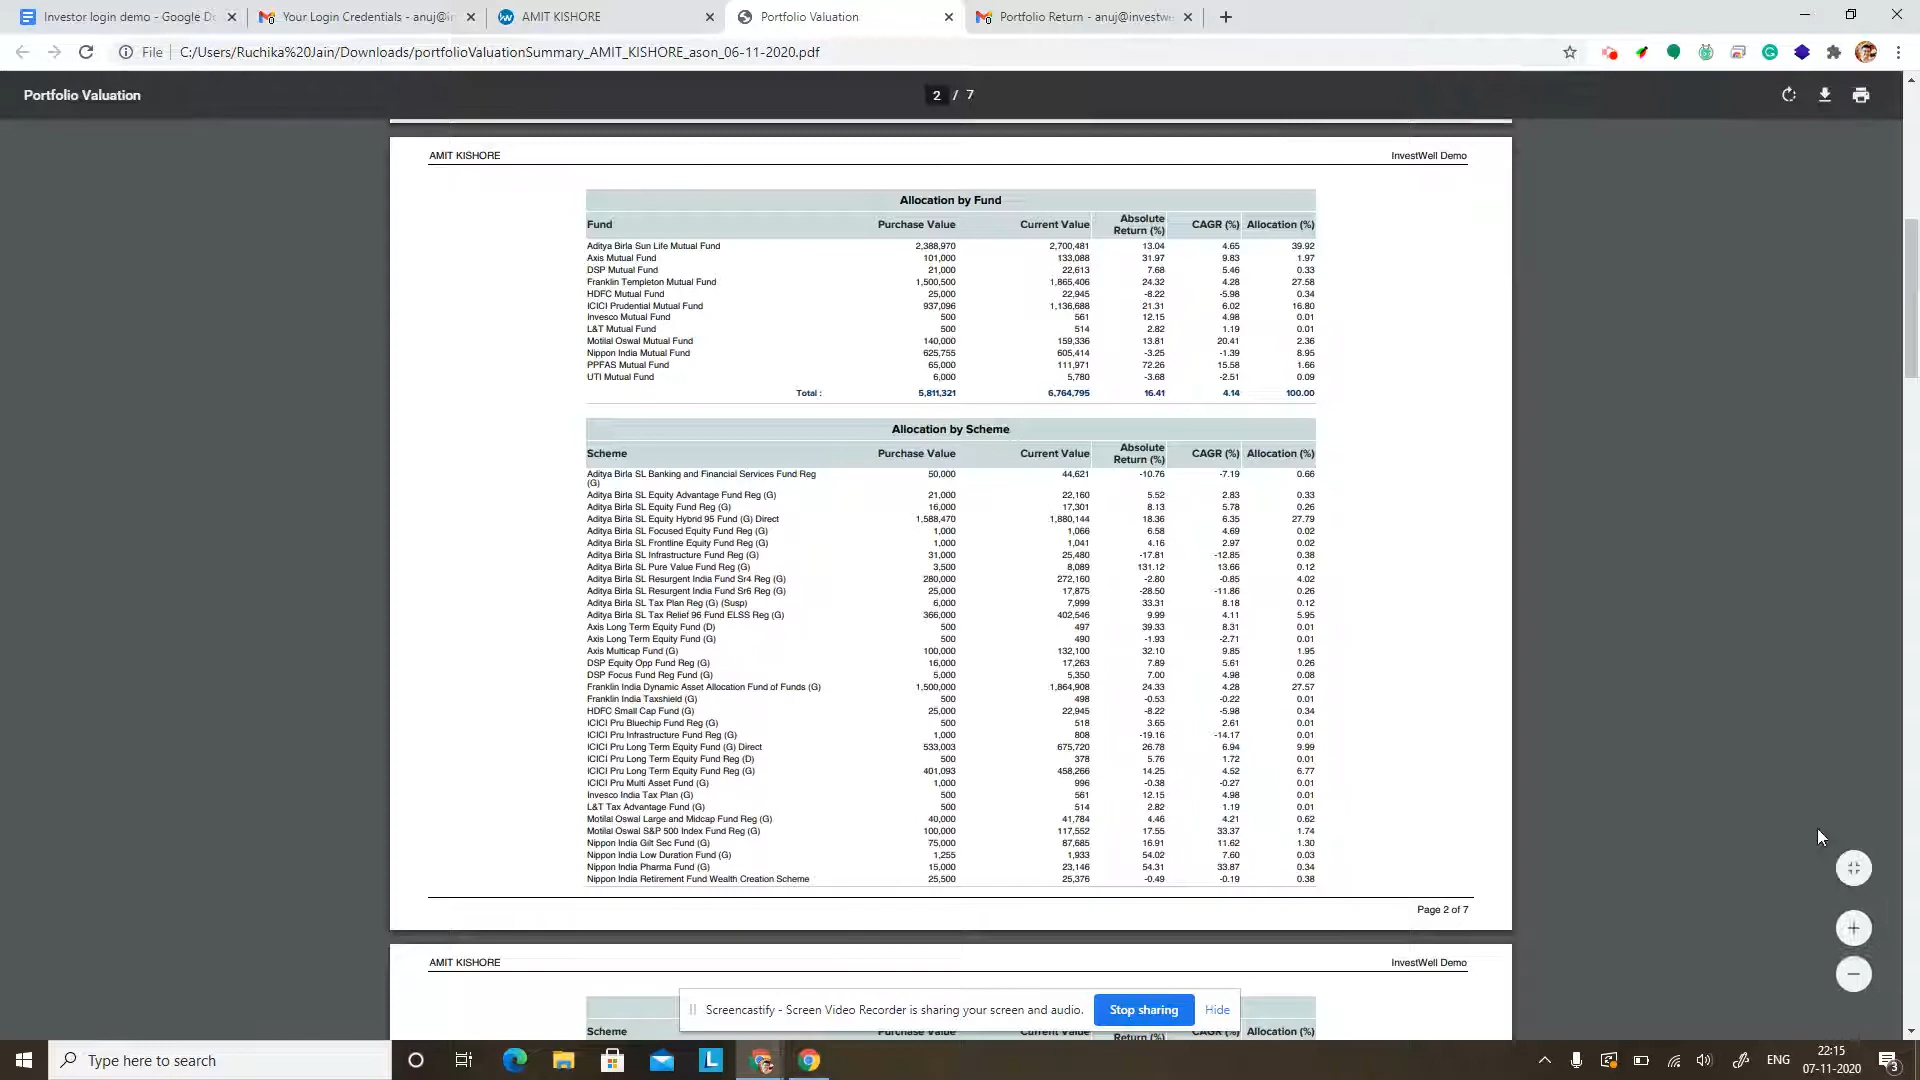 Investor login demo - Google Do
Your Login Credentials - anuj@in
AMIT KISHORE
Portfolio Valuation
Portfolio Return - anuj@investwe
File C:/Users/Ruchika%20Jain/Downloads/portfolioValuationSummary_AMIT_KISHORE_ason_06-11-2020.pdf
Portfolio Valuation 2 / 7
AMIT KISHORE InvestWell Demo
Allocation by Fund
Fund Purchase Value Current Value Absolute Return (%) CAGR (%) Allocation (%)
Aditya Birla Sun Life Mutual Fund 2,388,970 2,700,481 13.04 4.65 39.92
Axis Mutual Fund 101,000 133,088 31.97 9.83 1.97
DSP Mutual Fund 21,000 22,613 7.68 5.46 0.33
Franklin Templeton Mutual Fund 1,500,500 1,865,406 24.32 4.28 27.58
HDFC Mutual Fund 25,000 22,945 -8.22 -5.98 0.34
ICICI Prudential Mutual Fund 937,096 1,136,688 21.31 6.02 16.80
Invesco Mutual Fund 500 561 12.15 4.98 0.01
L&T Mutual Fund 500 514 2.82 1.19 0.01
Motilal Oswal Mutual Fund 140,000 159,336 13.81 20.41 2.36
Nippon India Mutual Fund 625,755 605,414 -3.25 -1.39 8.95
PPFAS Mutual Fund 65,000 111,971 72.26 15.58 1.66
UTI Mutual Fund 6,000 5,780 -3.68 -2.51 0.09
Total : 5,811,321 6,764,795 16.41 4.14 100.00
Allocation by Scheme
Scheme Purchase Value Current Value Absolute Return (%) CAGR (%) Allocation (%)
Aditya Birla SL Banking and Financial Services Fund Reg 50,000 44,621 -10.76 -7.19 0.66
(G)
Aditya Birla SL Equity Advantage Fund Reg (G) 21,000 22,160 5.52 2.83 0.33
Aditya Birla SL Equity Fund Reg (G) 16,000 17,301 8.13 5.78 0.26
Aditya Birla SL Equity Hybrid 95 Fund (G) Direct 1,588,470 1,880,144 18.36 6.35 27.79
Aditya Birla SL Focused Equity Fund Reg (G) 1,000 1,066 6.58 4.69 0.02
Aditya Birla SL Frontline Equity Fund Reg (G) 1,000 1,041 4.16 2.97 0.02
Aditya Birla SL Infrastructure Fund Reg (G) 31,000 25,480 -17.81 -12.85 0.38
Aditya Birla SL Pure Value Fund Reg (G) 3,500 8,089 131.12 13.66 0.12
Aditya Birla SL Resurgent India Fund Sr4 Reg (G) 280,000 272,160 -2.80 -0.85 4.02
Aditya Birla SL Resurgent India Fund Sr6 Reg (G) 25,000 17,875 -28.50 -11.86 0.26
Aditya Birla SL Tax Plan Reg (G) (Susp) 6,000 7,999 33.31 8.18 0.12
Aditya Birla SL Tax Relief 96 Fund ELSS Reg (G) 366,000 402,546 9.99 4.11 5.95
Axis Long Term Equity Fund (D) 500 497 39.33 8.31 0.01
Axis Long Term Equity Fund (G) 500 490 -1.93 -2.71 0.01
Axis Multicap Fund (G) 100,000 132,100 32.10 9.85 1.95
DSP Equity Opp Fund Reg (G) 16,000 17,263 7.89 5.61 0.26
DSP Focus Fund Reg Fund (G) 5,000 5,350 7.00 4.98 0.08
Franklin India Dynamic Asset Allocation Fund of Funds (G) 1,500,000 1,864,908 24.33 4.28 27.57
Franklin India Taxshield (G) 500 498 -0.53 -0.22 0.01
HDFC Small Cap Fund (G) 25,000 22,945 -8.22 -5.98 0.34
ICICI Pru Bluechip Fund Reg (G) 500 518 3.65 2.61 0.01
ICICI Pru Infrastructure Fund Reg (G) 1,000 808 -19.16 -14.17 0.01
ICICI Pru Long Term Equity Fund (G) Direct 533,003 675,720 26.78 6.94 9.99
ICICI Pru Long Term Equity Fund Reg (D) 500 378 5.76 1.72 0.01
ICICI Pru Long Term Equity Fund Reg (G) 401,093 458,266 14.25 4.52 6.77
ICICI Pru Multi Asset Fund (G) 1,000 996 -0.38 -0.27 0.01
Invesco India Tax Plan (G) 500 561 12.15 4.98 0.01
L&T Tax Advantage Fund (G) 500 514 2.82 1.19 0.01
Motilal Oswal Large and Midcap Fund Reg (G) 40,000 41,784 4.46 4.21 0.62
Motilal Oswal S&P 500 Index Fund Reg (G) 100,000 117,552 17.55 33.37 1.74
Nippon India Gilt Sec Fund (G) 75,000 87,685 16.91 11.62 1.30
Nippon India Low Duration Fund (G) 1,255 1,933 54.02 7.60 0.03
Nippon India Pharma Fund (G) 15,000 23,146 54.31 33.87 0.34
Nippon India Retirement Fund Wealth Creation Scheme 25,500 25,376 -0.49 -0.19 0.38
Page 2 of 7
AMIT KISHORE InvestWell Demo
Screencastify - Screen Video Recorder is sharing your screen and audio. Stop sharing Hide
Scheme Purchase Value Current Value Return (%) CAGR (%) Allocation (%)
Type here to search
ENG
22:15
07-11-2020
3